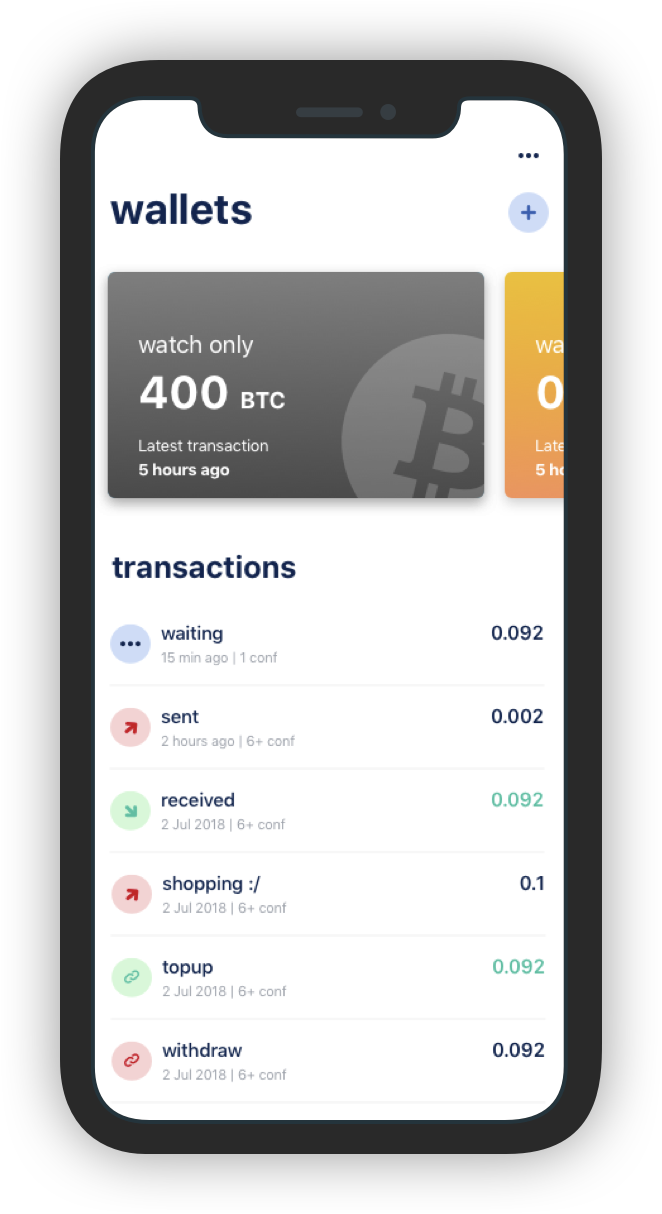 wallets
+
watch only
400 BTC
Latest transaction
5 hours ago
wa
0
Late
5 ho
transactions
waiting
0.092
15 min ago | 1 conf
sent
0.002
2 hours ago | 6+ conf
received
0.092
2 Jul 2018 | 6+ conf
shopping :/
0.1
2 Jul 2018 | 6+ conf
topup
0.092
2 Jul 2018 | 6+ conf
withdraw
0.092
2 Jul 2018 | 6+ conf